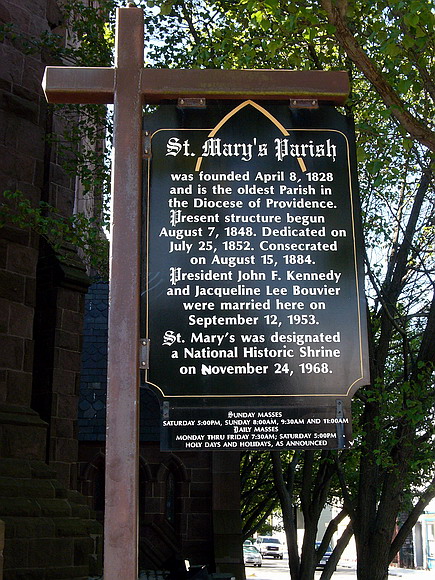 St. Mary's Parish
was founded April 8, 1828
and is the oldest Parish in
the Diocese of Providence.
Present structure begun
August 7, 1848. Dedicated on
July 25, 1852. Consecrated
on August 15, 1884.
President John F. Kennedy
and Jacqueline Lee Bouvier
were married here on
September 12, 1953.
St. Mary's was designated
a National Historic Shrine
on November 24, 1968.
SUNDAY MASSES
SATURDAY 5:00PM, SUNDAY 8:00AM, 9:30AM AND 11:00AM
DAILY MASSES
MONDAY THRU FRIDAY 7:30AM; SATURDAY 5:00PM
HOLY DAYS AND HOLIDAYS, AS ANNOUNCED